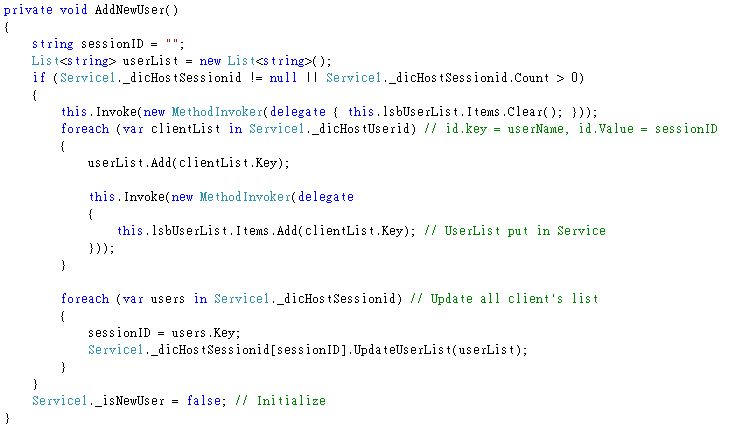 private void AddNewUser()
{
    string sessionID = "";
    List<string> userList = new List<string>();
    if (Service1._dicHostSessionid != null || Service1._dicHostSessionid.Count > 0)
    {
        this.Invoke(new MethodInvoker(delegate { this.lsbUserList.Items.Clear(); }));
        foreach (var clientList in Service1._dicHostUserid) // id.key = userName, id.Value = sessionID
        {
            userList.Add(clientList.Key);

            this.Invoke(new MethodInvoker(delegate
            {
                this.lsbUserList.Items.Add(clientList.Key); // UserList put in Service
            }));
        }

        foreach (var users in Service1._dicHostSessionid) // Update all client's list
        {
            sessionID = users.Key;
            Service1._dicHostSessionid[sessionID].UpdateUserList(userList);
        }
    }
    Service1._isNewUser = false; // Initialize
}